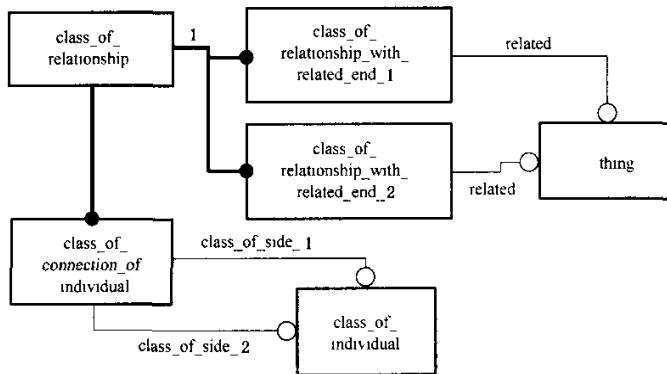 class_of_
relationship
1
class_of_
relationship_with_
related_end_1
related
class_of_
relationship_with_
related_end_2
related
thing
class_of_
connection_of
individual
class_of_side_1
class_of_side_2
class_of_
individual